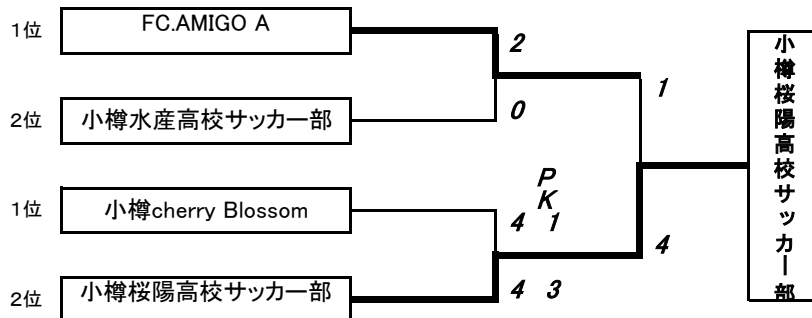 1位 FC.AMIGO A
2
1
2位 小樽水産高校サッカー部
0
1位 小樽cherry Blossom
PK
4 1
4
2位 小樽桜陽高校サッカー部
4 3
小樽桜陽高校サッカー部